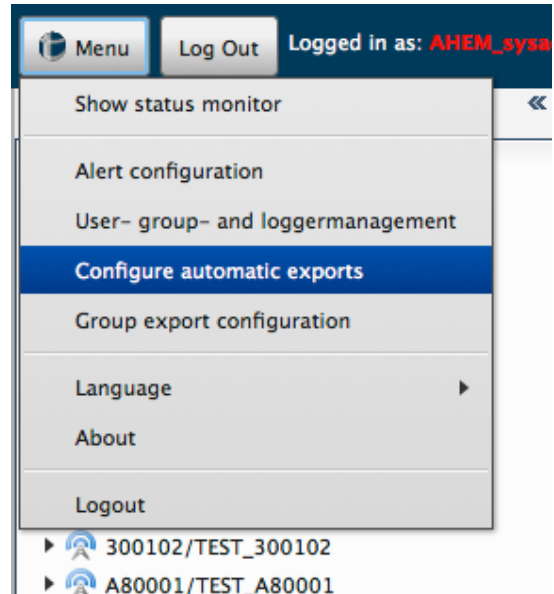 Menu
Log Out
Logged in as: AHEM_sysa
Show status monitor
«
Alert configuration
User- group- and loggermanagement
Configure automatic exports
Group export configuration
Language
About
Logout
300102/TEST_300102
A80001/TEST_A80001